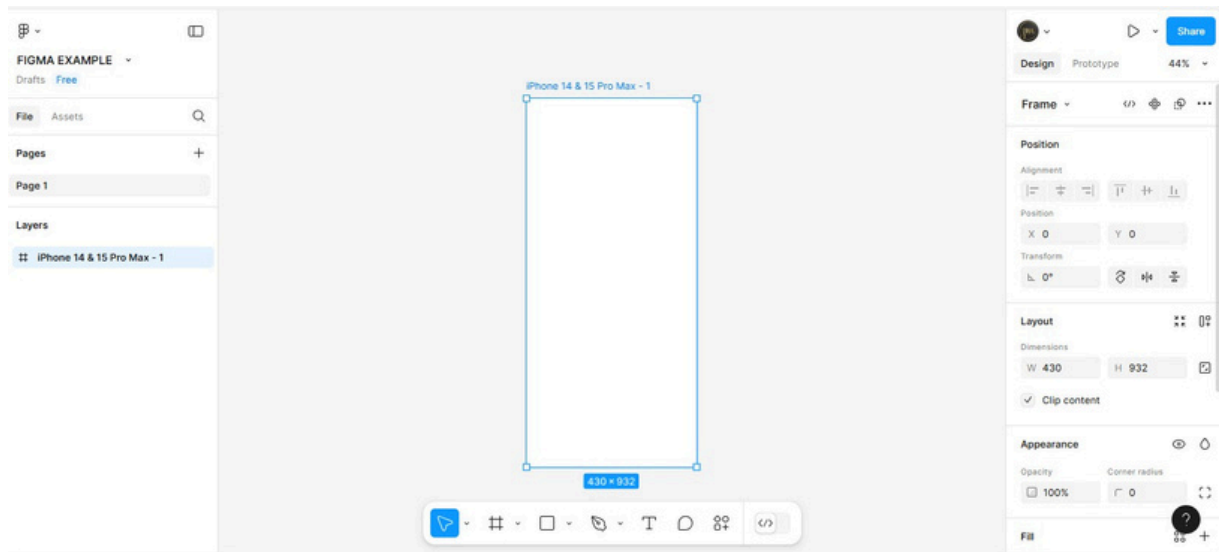 FIGMA EXAMPLE
Drafts Free
File Assets
Pages
Page 1
Layers
iPhone 14 & 15 Pro Max - 1
iPhone 14 & 15 Pro Max - 1
430 × 932
T
Share
Design Prototype 44%
Frame
Position
Alignment
Position
X 0 Y 0
Transform
0°
Layout
Dimensions
W 430 H 932
Clip content
Appearance
Opacity Corner radius
100% 0
?
Fill